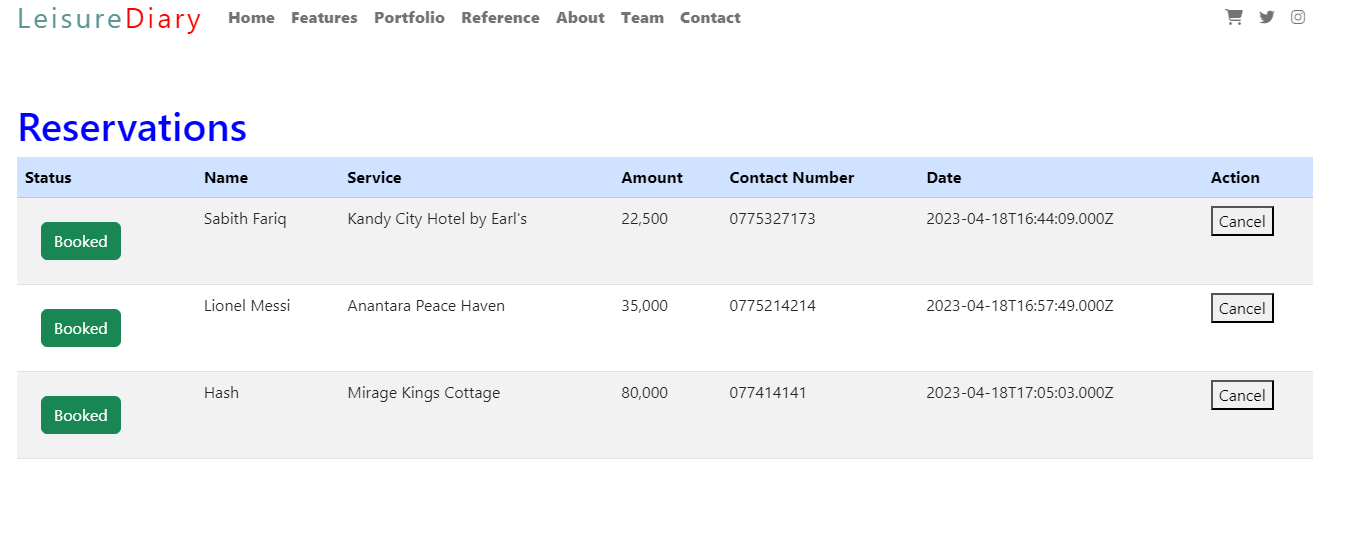 LeisureDiary Home Features Portfolio Reference About Team Contact
Reservations
Status Name Service Amount Contact Number Date Action
Booked Sabith Fariq Kandy City Hotel by Earl's 22,500 0775327173 2023-04-18T16:44:09.000Z Cancel
Booked Lionel Messi Anantara Peace Haven 35,000 0775214214 2023-04-18T16:57:49.000Z Cancel
Booked Hash Mirage Kings Cottage 80,000 077414141 2023-04-18T17:05:03.000Z Cancel